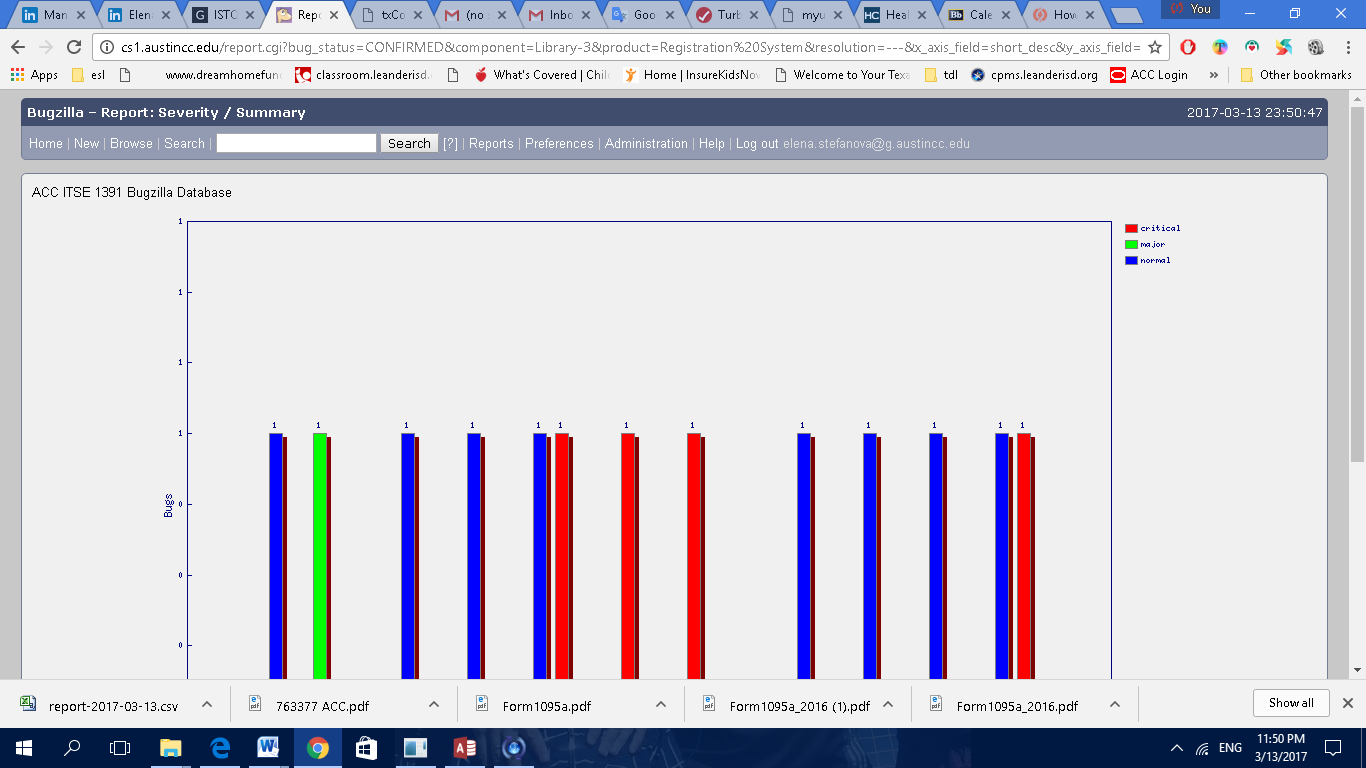 Man
Elen
ISTC
Repo
txCo
(no
Inbo
Goo
Turb
myu
Heal
Cale
Hov
You
cs1.austincc.edu/report.cgi?bug_status=CONFIRMED&component=Library-3&product=Registration%20System&resolution=---&x_axis_field=short_desc&y_axis_field=
Apps esl www.dreamhomefun classroom.leanderisd. What's Covered | Chil Home | InsureKidsNo Welcome to Your Texa tdl cpms.leanderisd.org ACC Login » Other bookmarks
Bugzilla – Report: Severity / Summary 2017-03-13 23:50:47
Home | New | Browse | Search | Search [?] | Reports | Preferences | Administration | Help | Log out elena.stefanova@g.austincc.edu
ACC ITSE 1391 Bugzilla Database
1
critical
major
normal
1
1
1
1 1 1 1 1 1 1 1 1 1 1 1 1
Bugs
0
0
0
report-2017-03-13.csv 763377 ACC.pdf Form1095a.pdf Form1095a_2016 (1).pdf Form1095a_2016.pdf Show all
ENG
11:50 PM
3/13/2017